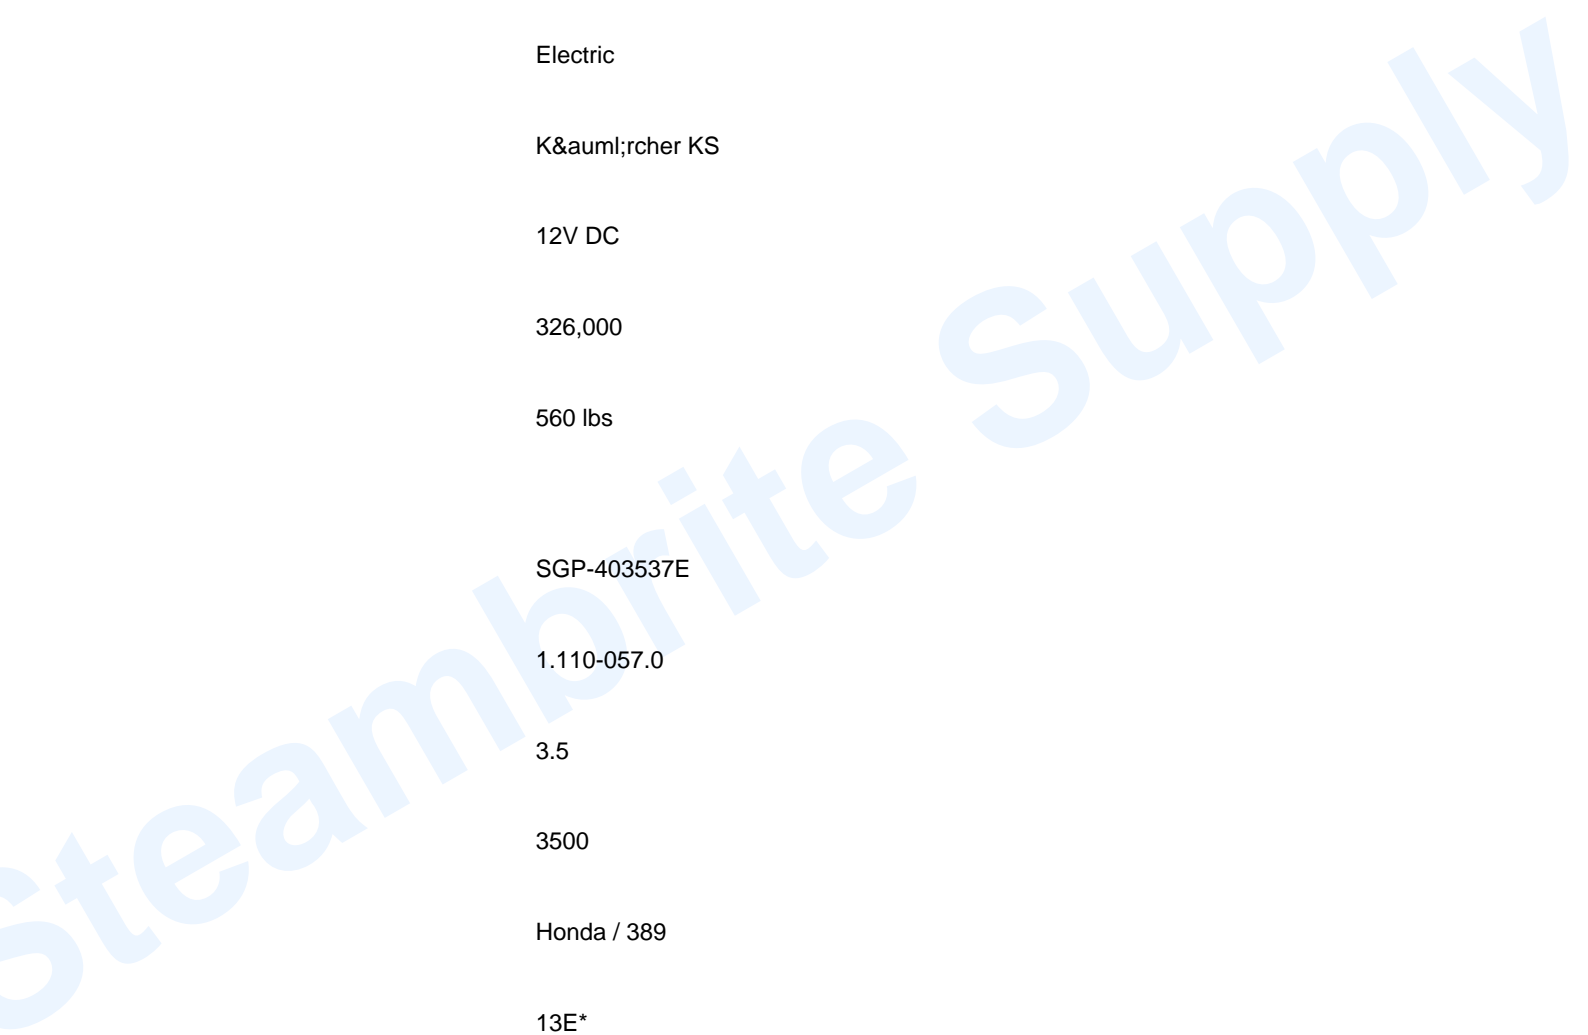 Electric
K&auml;rcher KS
12V DC
326,000
560 lbs
SGP-403537E
1.110-057.0
3.5
3500
Honda / 389
13E*
Steambrite Supply